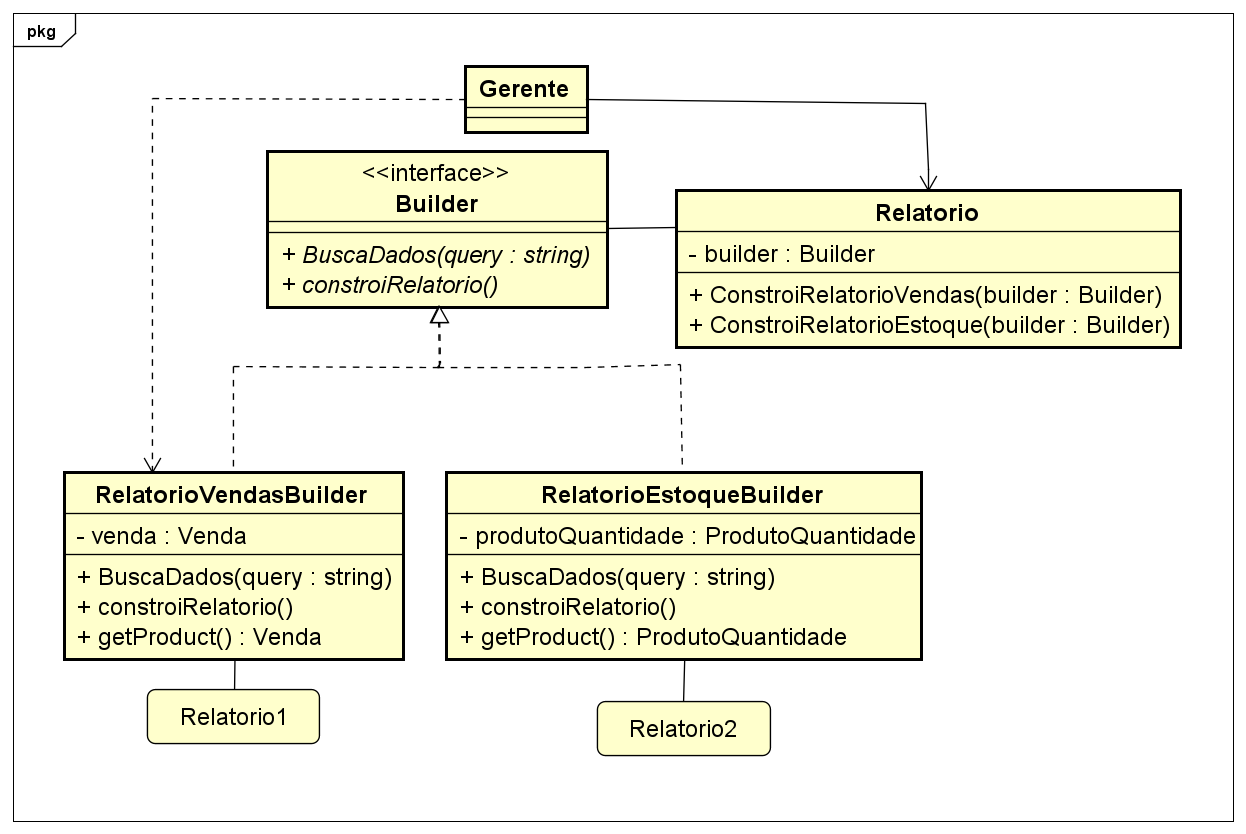 pkg
Gerente
<<interface>>
Builder
+ BuscaDados(query : string)
+ constroiRelatorio()
Relatorio
- builder : Builder
+ ConstroiRelatorioVendas(builder : Builder)
+ ConstroiRelatorioEstoque(builder : Builder)
RelatorioVendasBuilder
- venda : Venda
+ BuscaDados(query : string)
+ constroiRelatorio()
+ getProduct() : Venda
RelatorioEstoqueBuilder
- produtoQuantidade : ProdutoQuantidade
+ BuscaDados(query : string)
+ constroiRelatorio()
+ getProduct() : ProdutoQuantidade
Relatorio1
Relatorio2